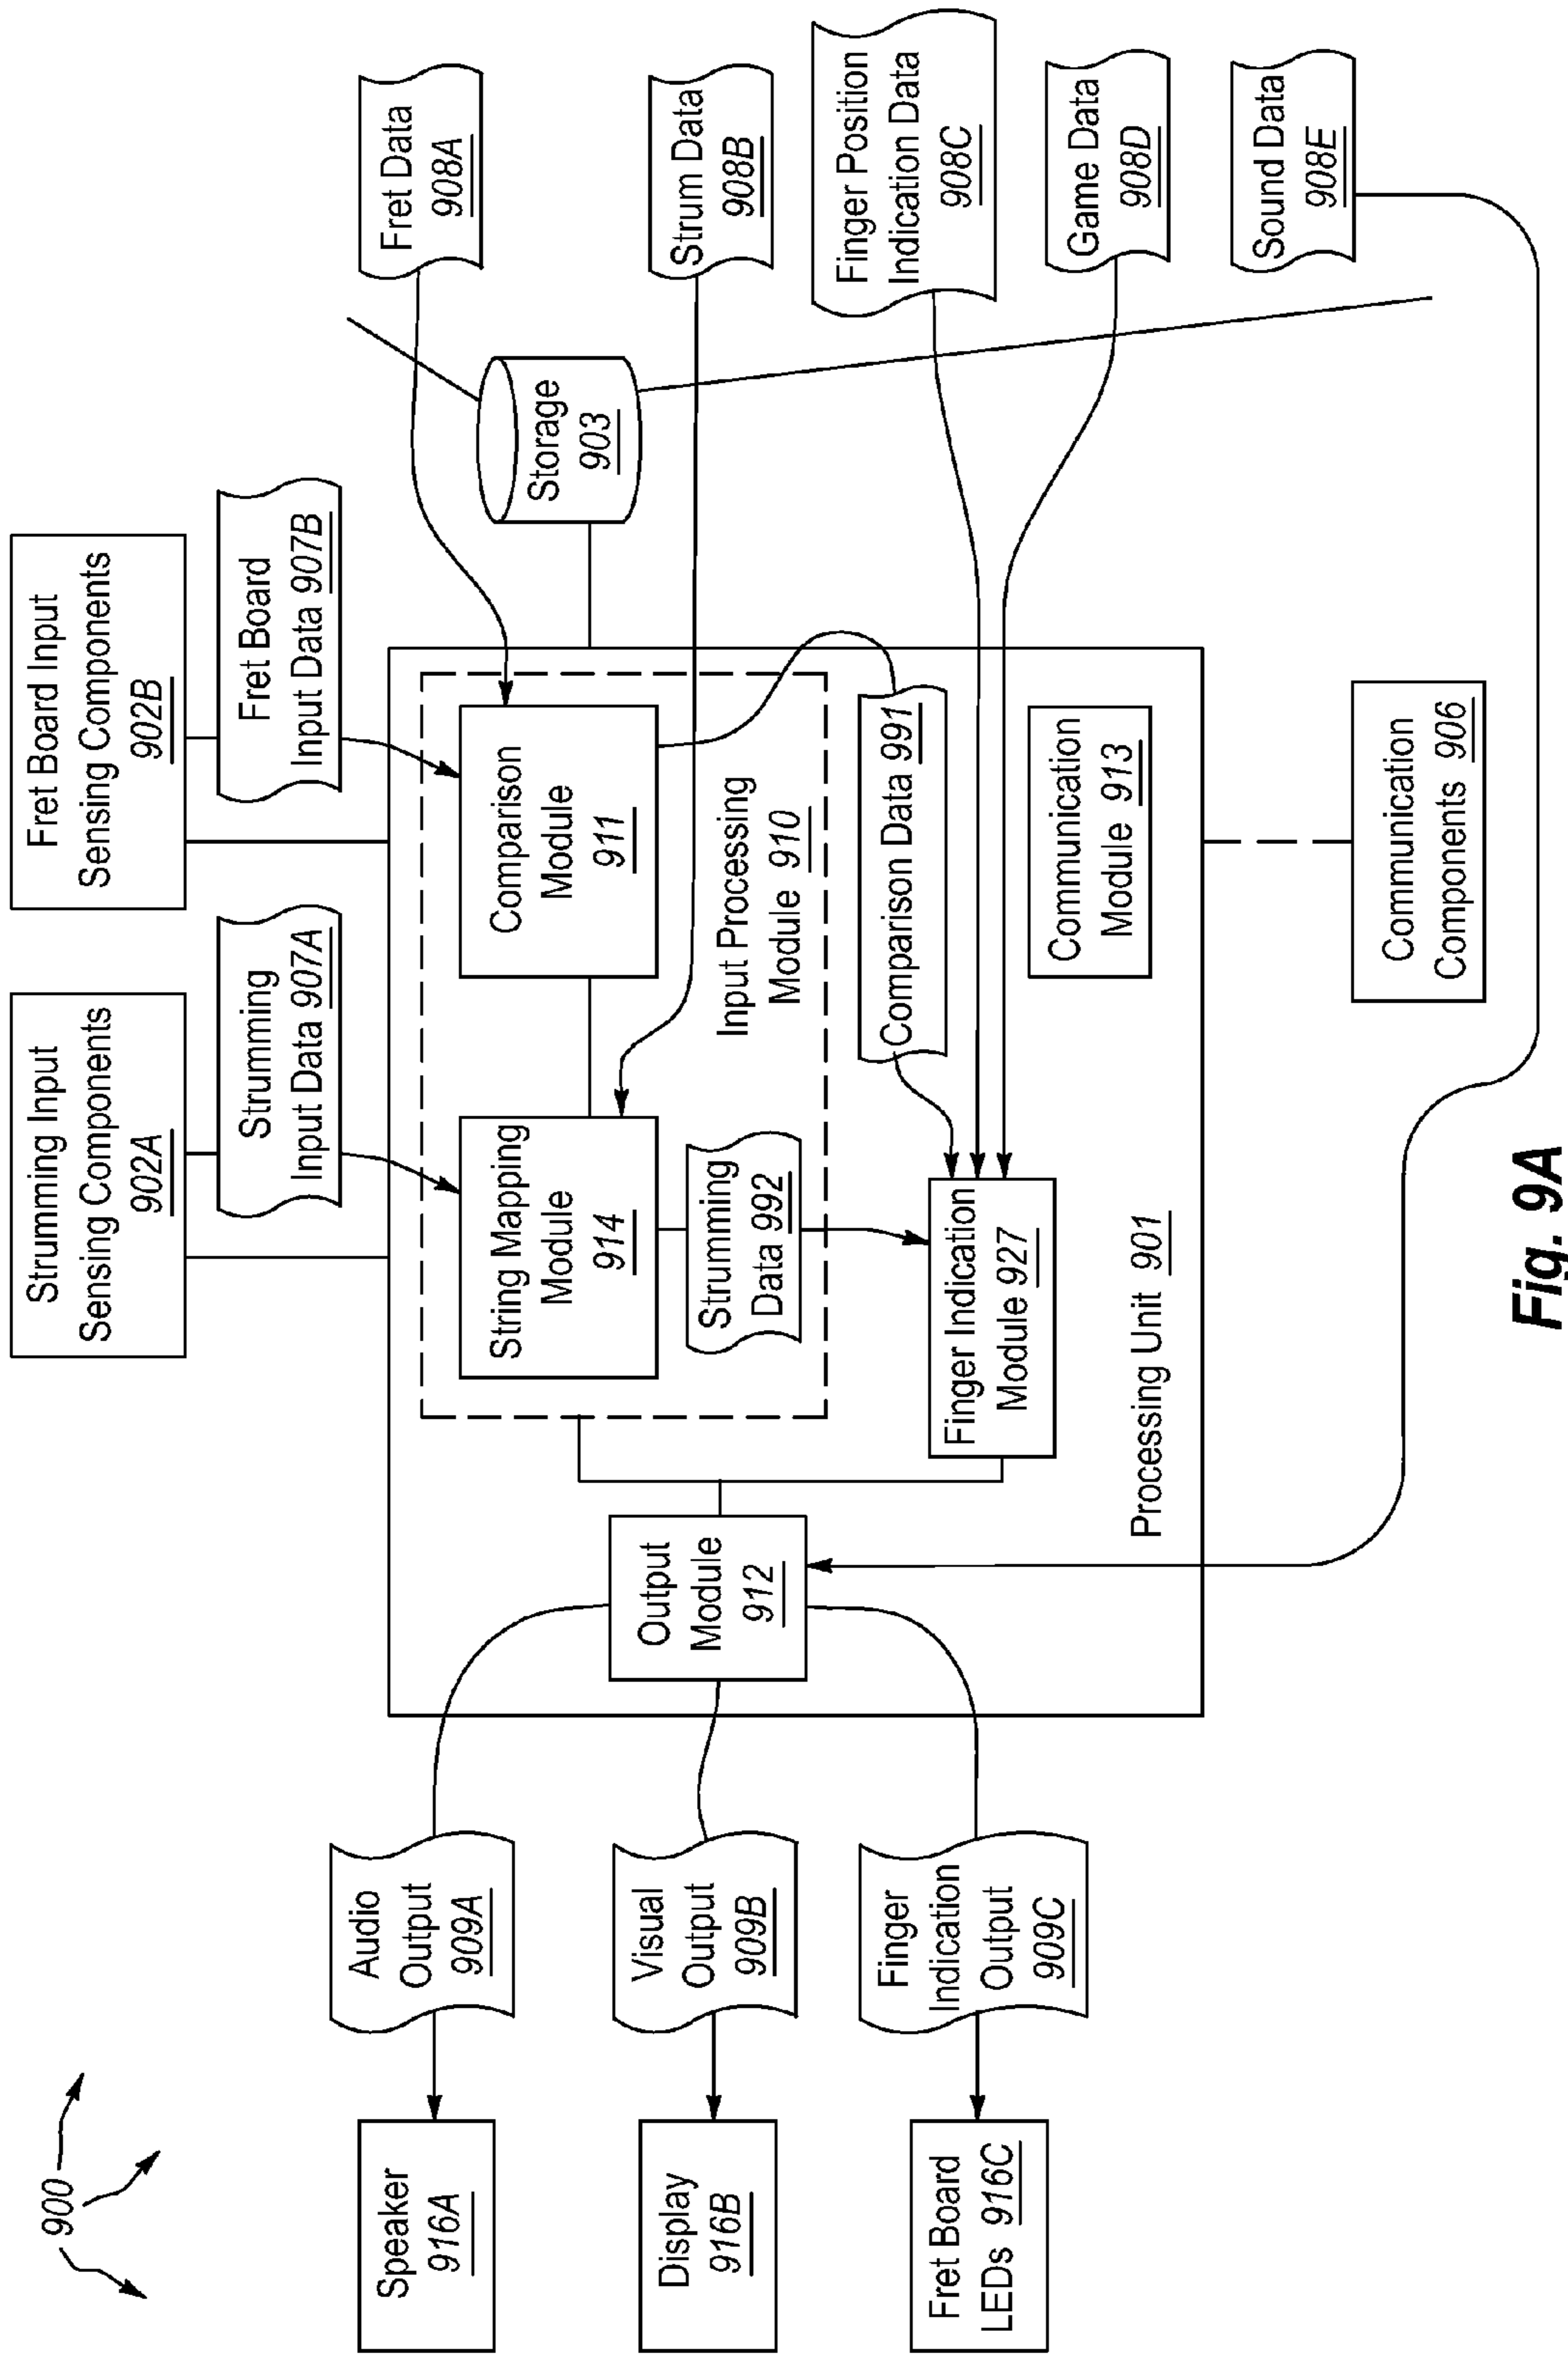 900
Strumming Input
Sensing Components
902A
Fret Board Input
Sensing Components
902B
Strumming
Input Data 907A
Fret Board
Input Data 907B
Speaker
916A
Audio
Output
909A
Fret Data
908A
String Mapping
Module
914
Comparison
Module
911
Storage
903
Display
916B
Visual
Output
909B
Output
Module
912
Strumming
Data 992
Input Processing
Module 910
Strum Data
908B
Fret Board
LEDs 916C
Finger
Indication
Output
909C
Finger Indication
Module 927
Comparison Data 991
Finger Position
Indication Data
908C
Communication
Module 913
Game Data
908D
Processing Unit 901
Sound Data
908E
Communication
Components 906
Fig. 9A